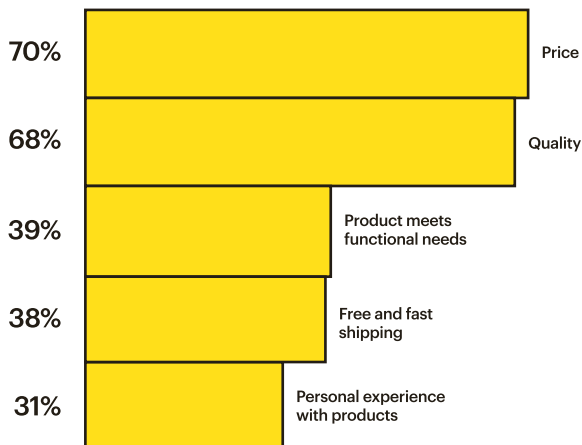 70%
Price
68%
Quality
39%
Product meets
functional needs
38%
Free and fast
shipping
31%
Personal experience
with products